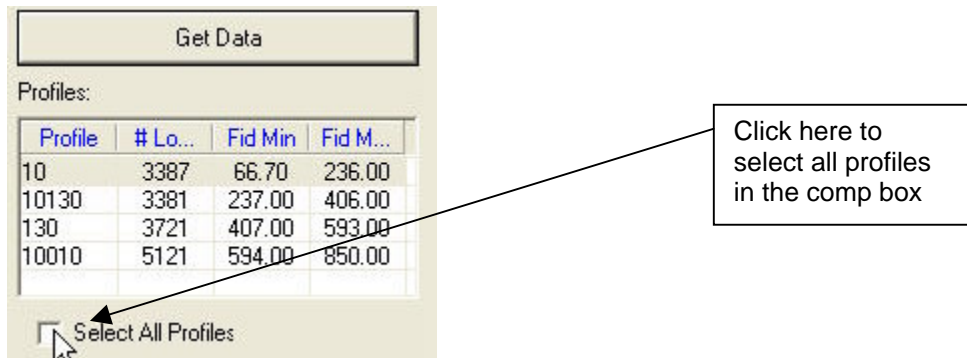 Get Data
Profiles:
Profile # Lo... Fid Min Fid M...
10 3387 66.70 236.00
10130 3381 237.00 406.00
130 3721 407.00 593.00
10010 5121 594.00 850.00
Select All Profiles
Click here to
select all profiles
in the comp box